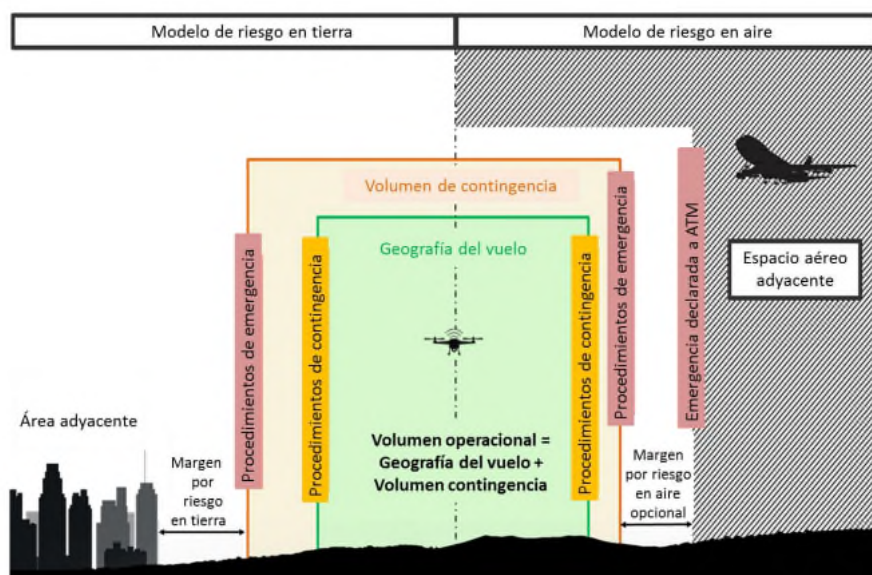 Modelo de riesgo en tierra
Modelo de riesgo en aire
Volumen de contingencia
Geografía del vuelo
Procedimientos de emergencia
Procedimientos de contingencia
Procedimientos de contingencia
Procedimientos de emergencia
Emergencia declarada a ATM
Espacio aéreo
adyacente
Área adyacente
Margen
por
riesgo
en tierra
Volumen operacional =
Geografía del vuelo +
Volumen contingencia
Margen
por riesgo
en aire
opcional